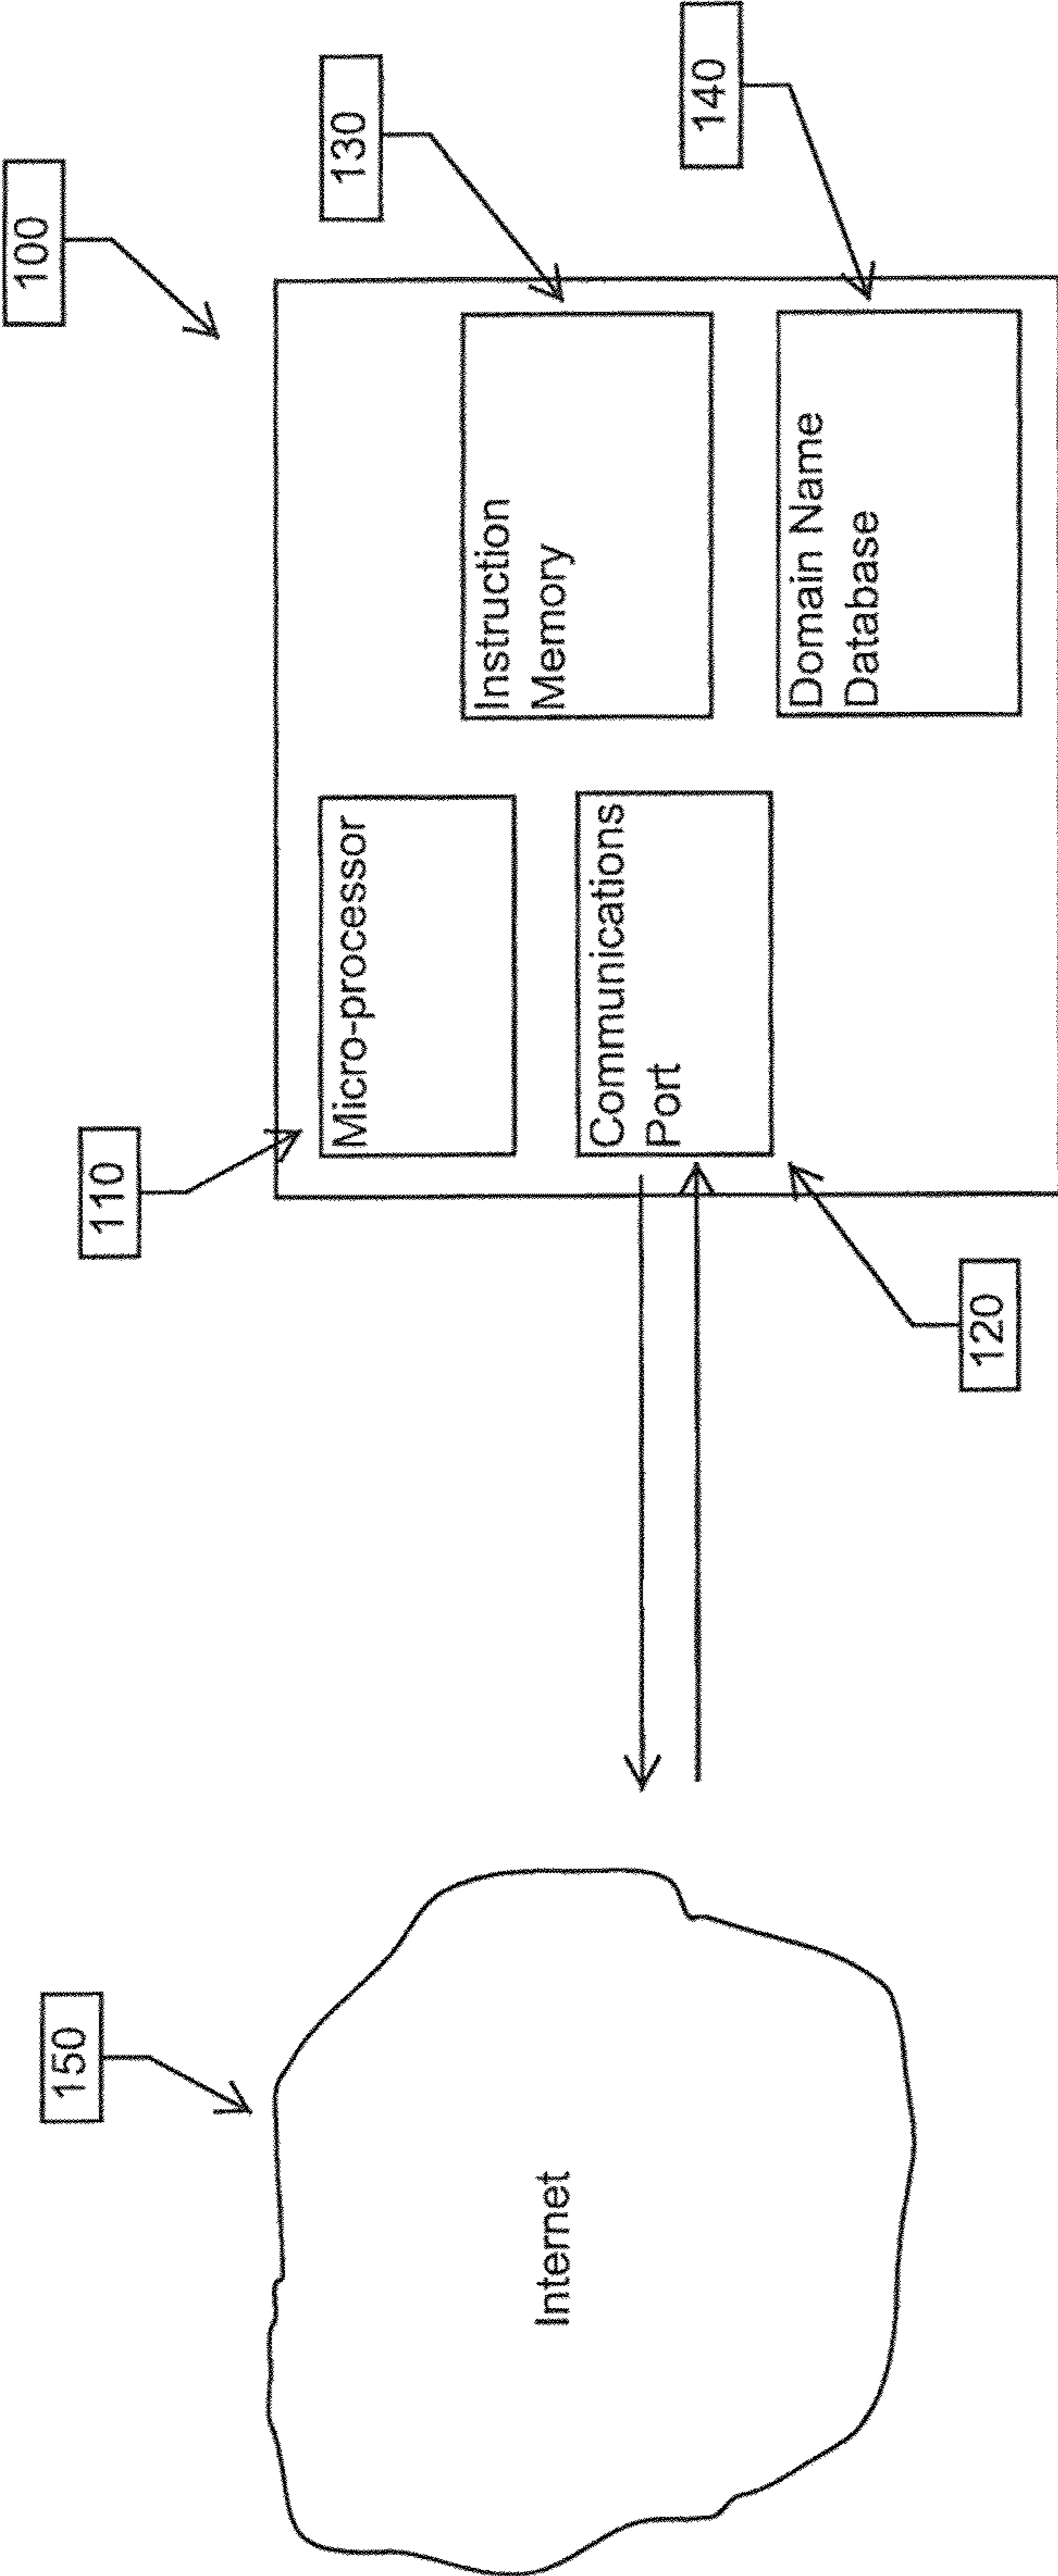 100
110
130
150
Micro-processor
Instruction
Memory
140
Communications
Port
Internet
Domain Name
Database
120